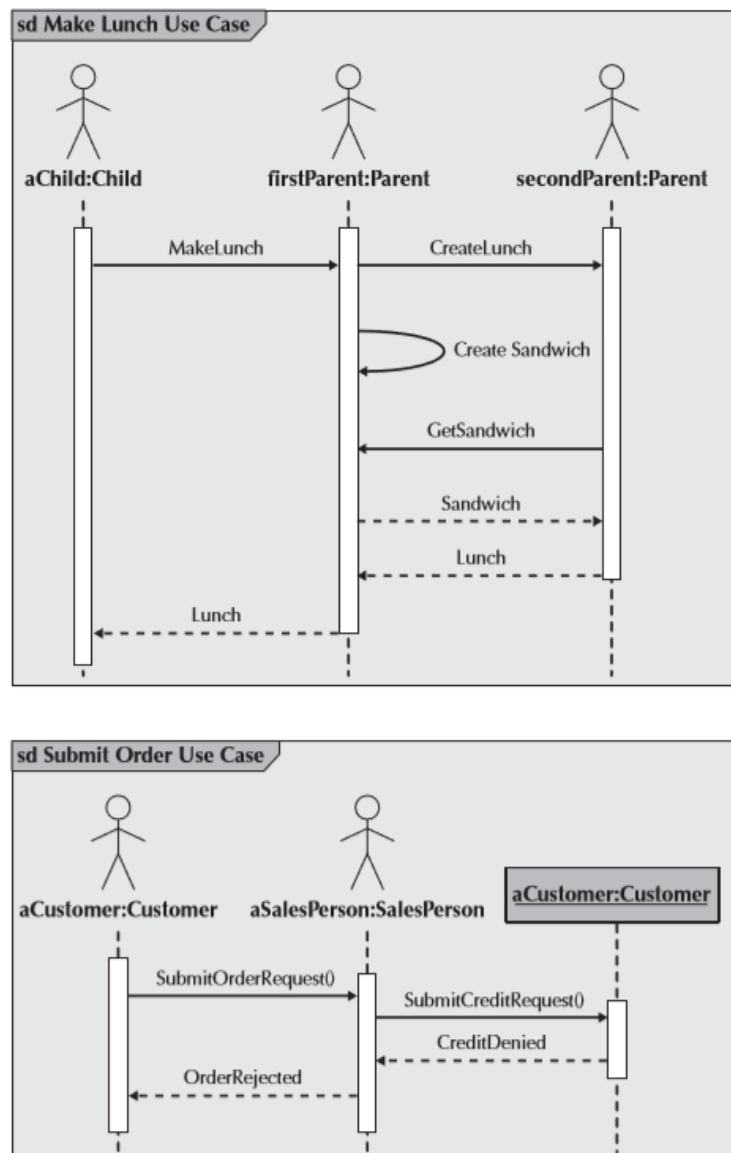 sd Make Lunch Use Case
aChild:Child
firstParent:Parent
secondParent:Parent
MakeLunch
CreateLunch
Create Sandwich
GetSandwich
Sandwich
Lunch
Lunch
sd Submit Order Use Case
aCustomer:Customer
aSalesPerson:SalesPerson
aCustomer:Customer
SubmitOrderRequest()
SubmitCreditRequest()
CreditDenied
OrderRejected